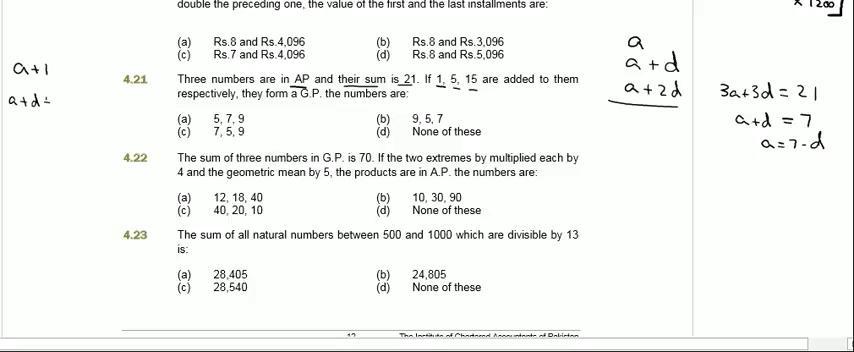 double the preceding one, the value of the first and the last installments are:
× 1200]
(a) Rs.8 and Rs.4,096 (b) Rs.8 and Rs.3,096
(c) Rs.7 and Rs.4,096 (d) Rs.8 and Rs.5,096
4.21 Three numbers are in AP and their sum is 21. If 1, 5, 15 are added to them
respectively, they form a G.P. the numbers are:
(a) 5, 7, 9 (b) 9, 5, 7
(c) 7, 5, 9 (d) None of these
4.22 The sum of three numbers in G.P. is 70. If the two extremes by multiplied each by
4 and the geometric mean by 5, the products are in A.P. the numbers are:
(a) 12, 18, 40 (b) 10, 30, 90
(c) 40, 20, 10 (d) None of these
4.23 The sum of all natural numbers between 500 and 1000 which are divisible by 13
is:
(a) 28,405 (b) 24,805
(c) 28,540 (d) None of these
12 The Institute of Chartered Accountants of Pakistan
a+1
a+d=
a
a+d
a+2d
3a+3d=21
a+d=7
a=7-d